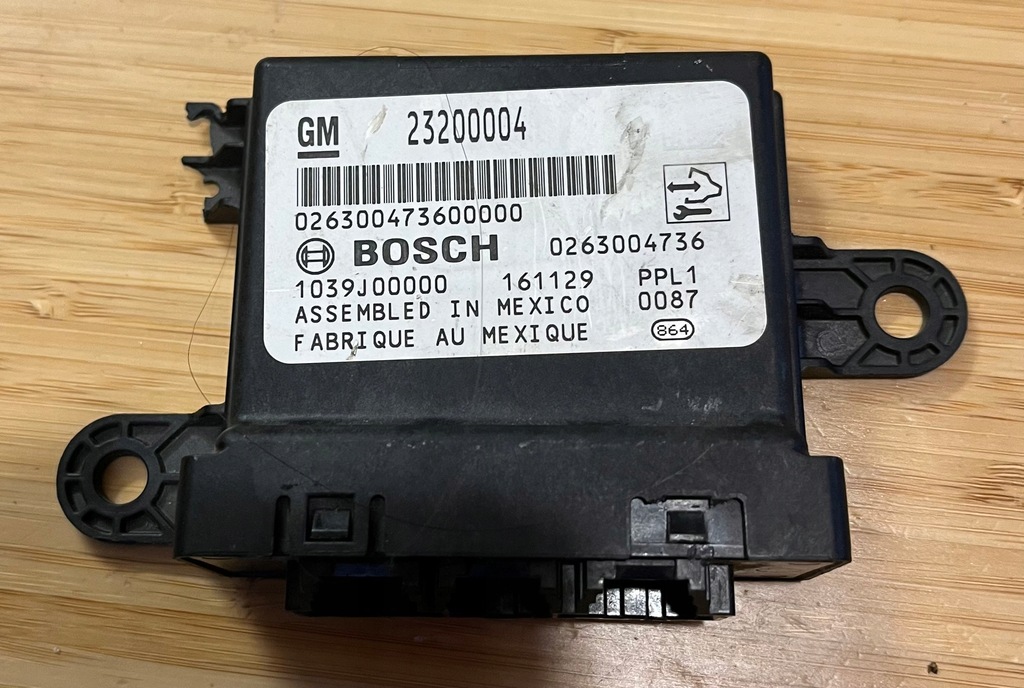 GM 23200004
026300473600000
BOSCH 0263004736
1039J00000 161129 PPL1
ASSEMBLED IN MEXICO 0087
FABRIQUE AU MEXIQUE 864